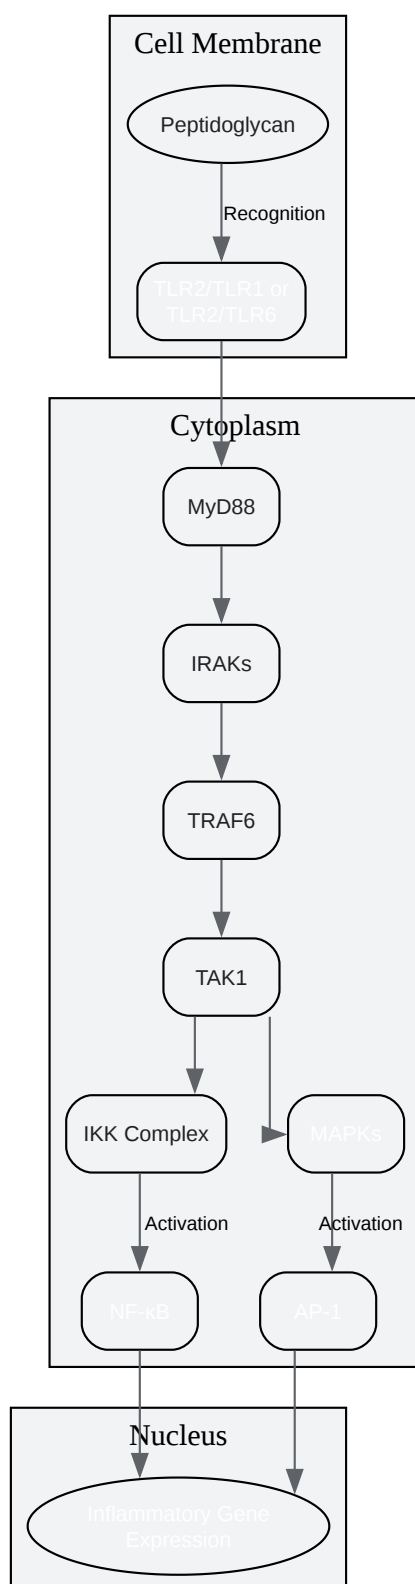 Cell Membrane
Peptidoglycan
Recognition
TLR2/TLR1 or
TLR2/TLR6
Cytoplasm
MyD88
IRAKs
TRAF6
TAK1
IKK Complex
MAPKs
Activation
Activation
NF-κB
AP-1
Nucleus
Inflammatory Gene
Expression